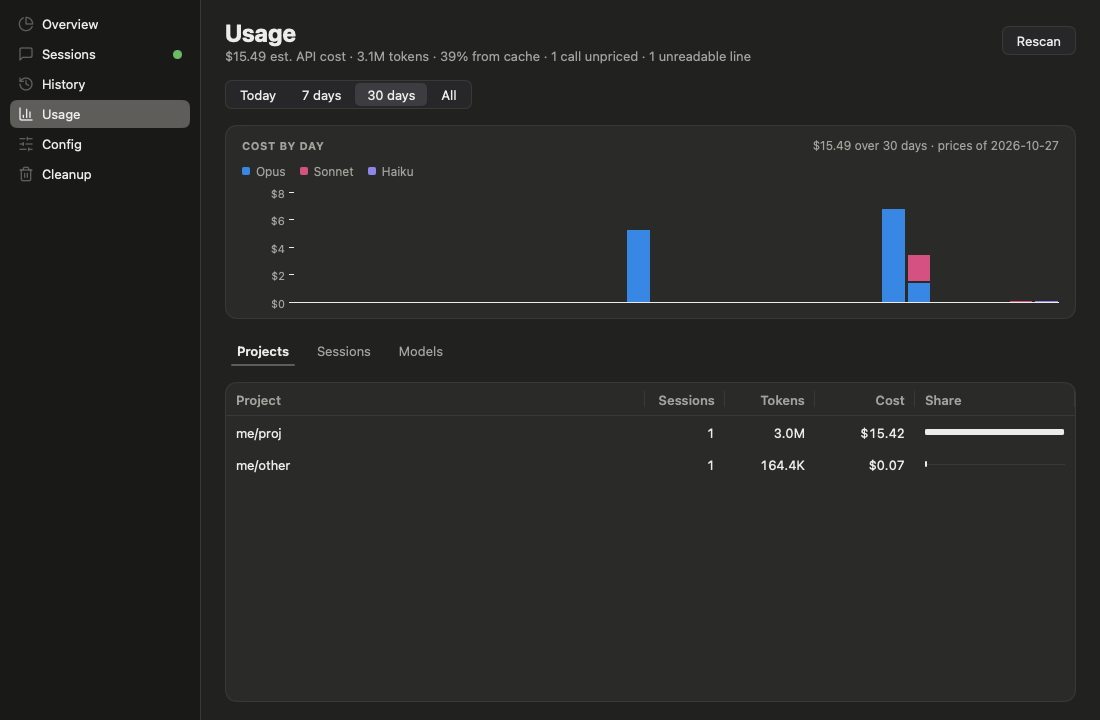 Overview
Sessions
History
Usage
Config
Cleanup
Usage
$15.49 est. API cost · 3.1M tokens · 39% from cache · 1 call unpriced · 1 unreadable line
Rescan
Today 7 days 30 days All
COST BY DAY
$15.49 over 30 days · prices of 2026-10-27
Opus Sonnet Haiku
$8
$6
$4
$2
$0
Projects Sessions Models
Project Sessions Tokens Cost Share
me/proj 1 3.0M $15.42
me/other 1 164.4K $0.07